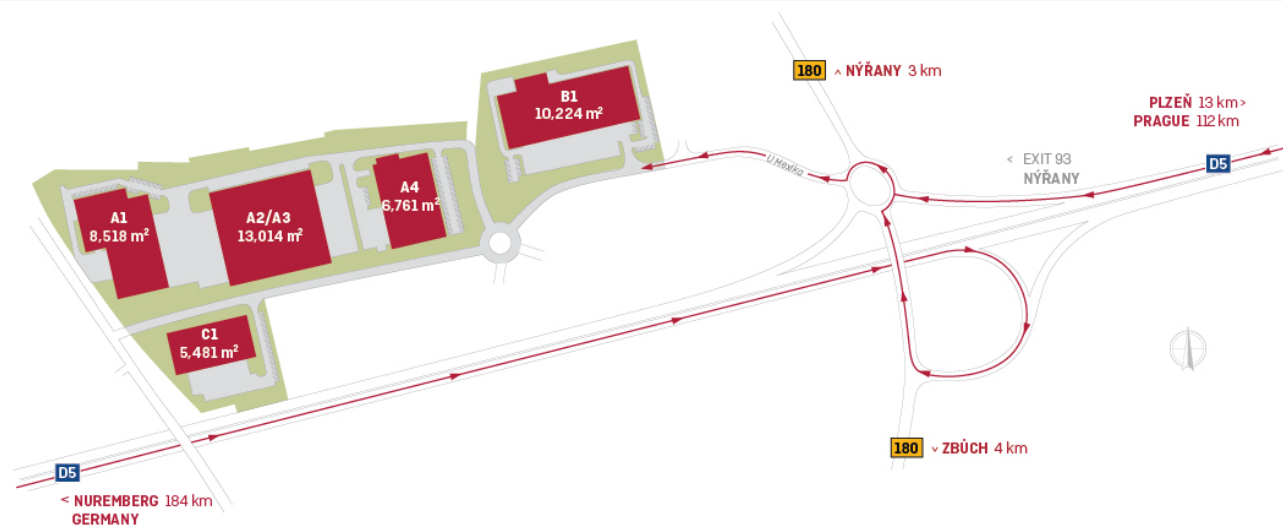 180 ^ NÝŘANY 3 km
PLZEŇ 13 km >
PRAGUE 112 km
B1
10,224 m²
U Mexika
< EXIT 93
NÝŘANY
D5
A4
6,761 m²
A2/A3
13,014 m²
A1
8,518 m²
C1
5,481 m²
180 ˅ ZBŮCH 4 km
D5
< NUREMBERG 184 km
GERMANY